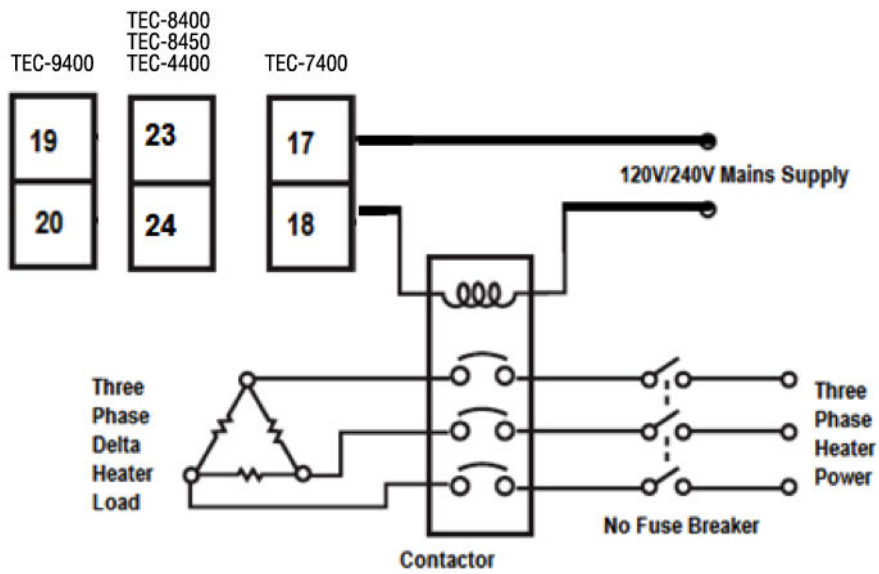 TEC-8400
TEC-8450
TEC-9400 TEC-4400 TEC-7400
19 23 17
20 24 18
120V/240V Mains Supply
Three
Phase
Delta
Heater
Load
Three
Phase
Heater
Power
No Fuse Breaker
Contactor